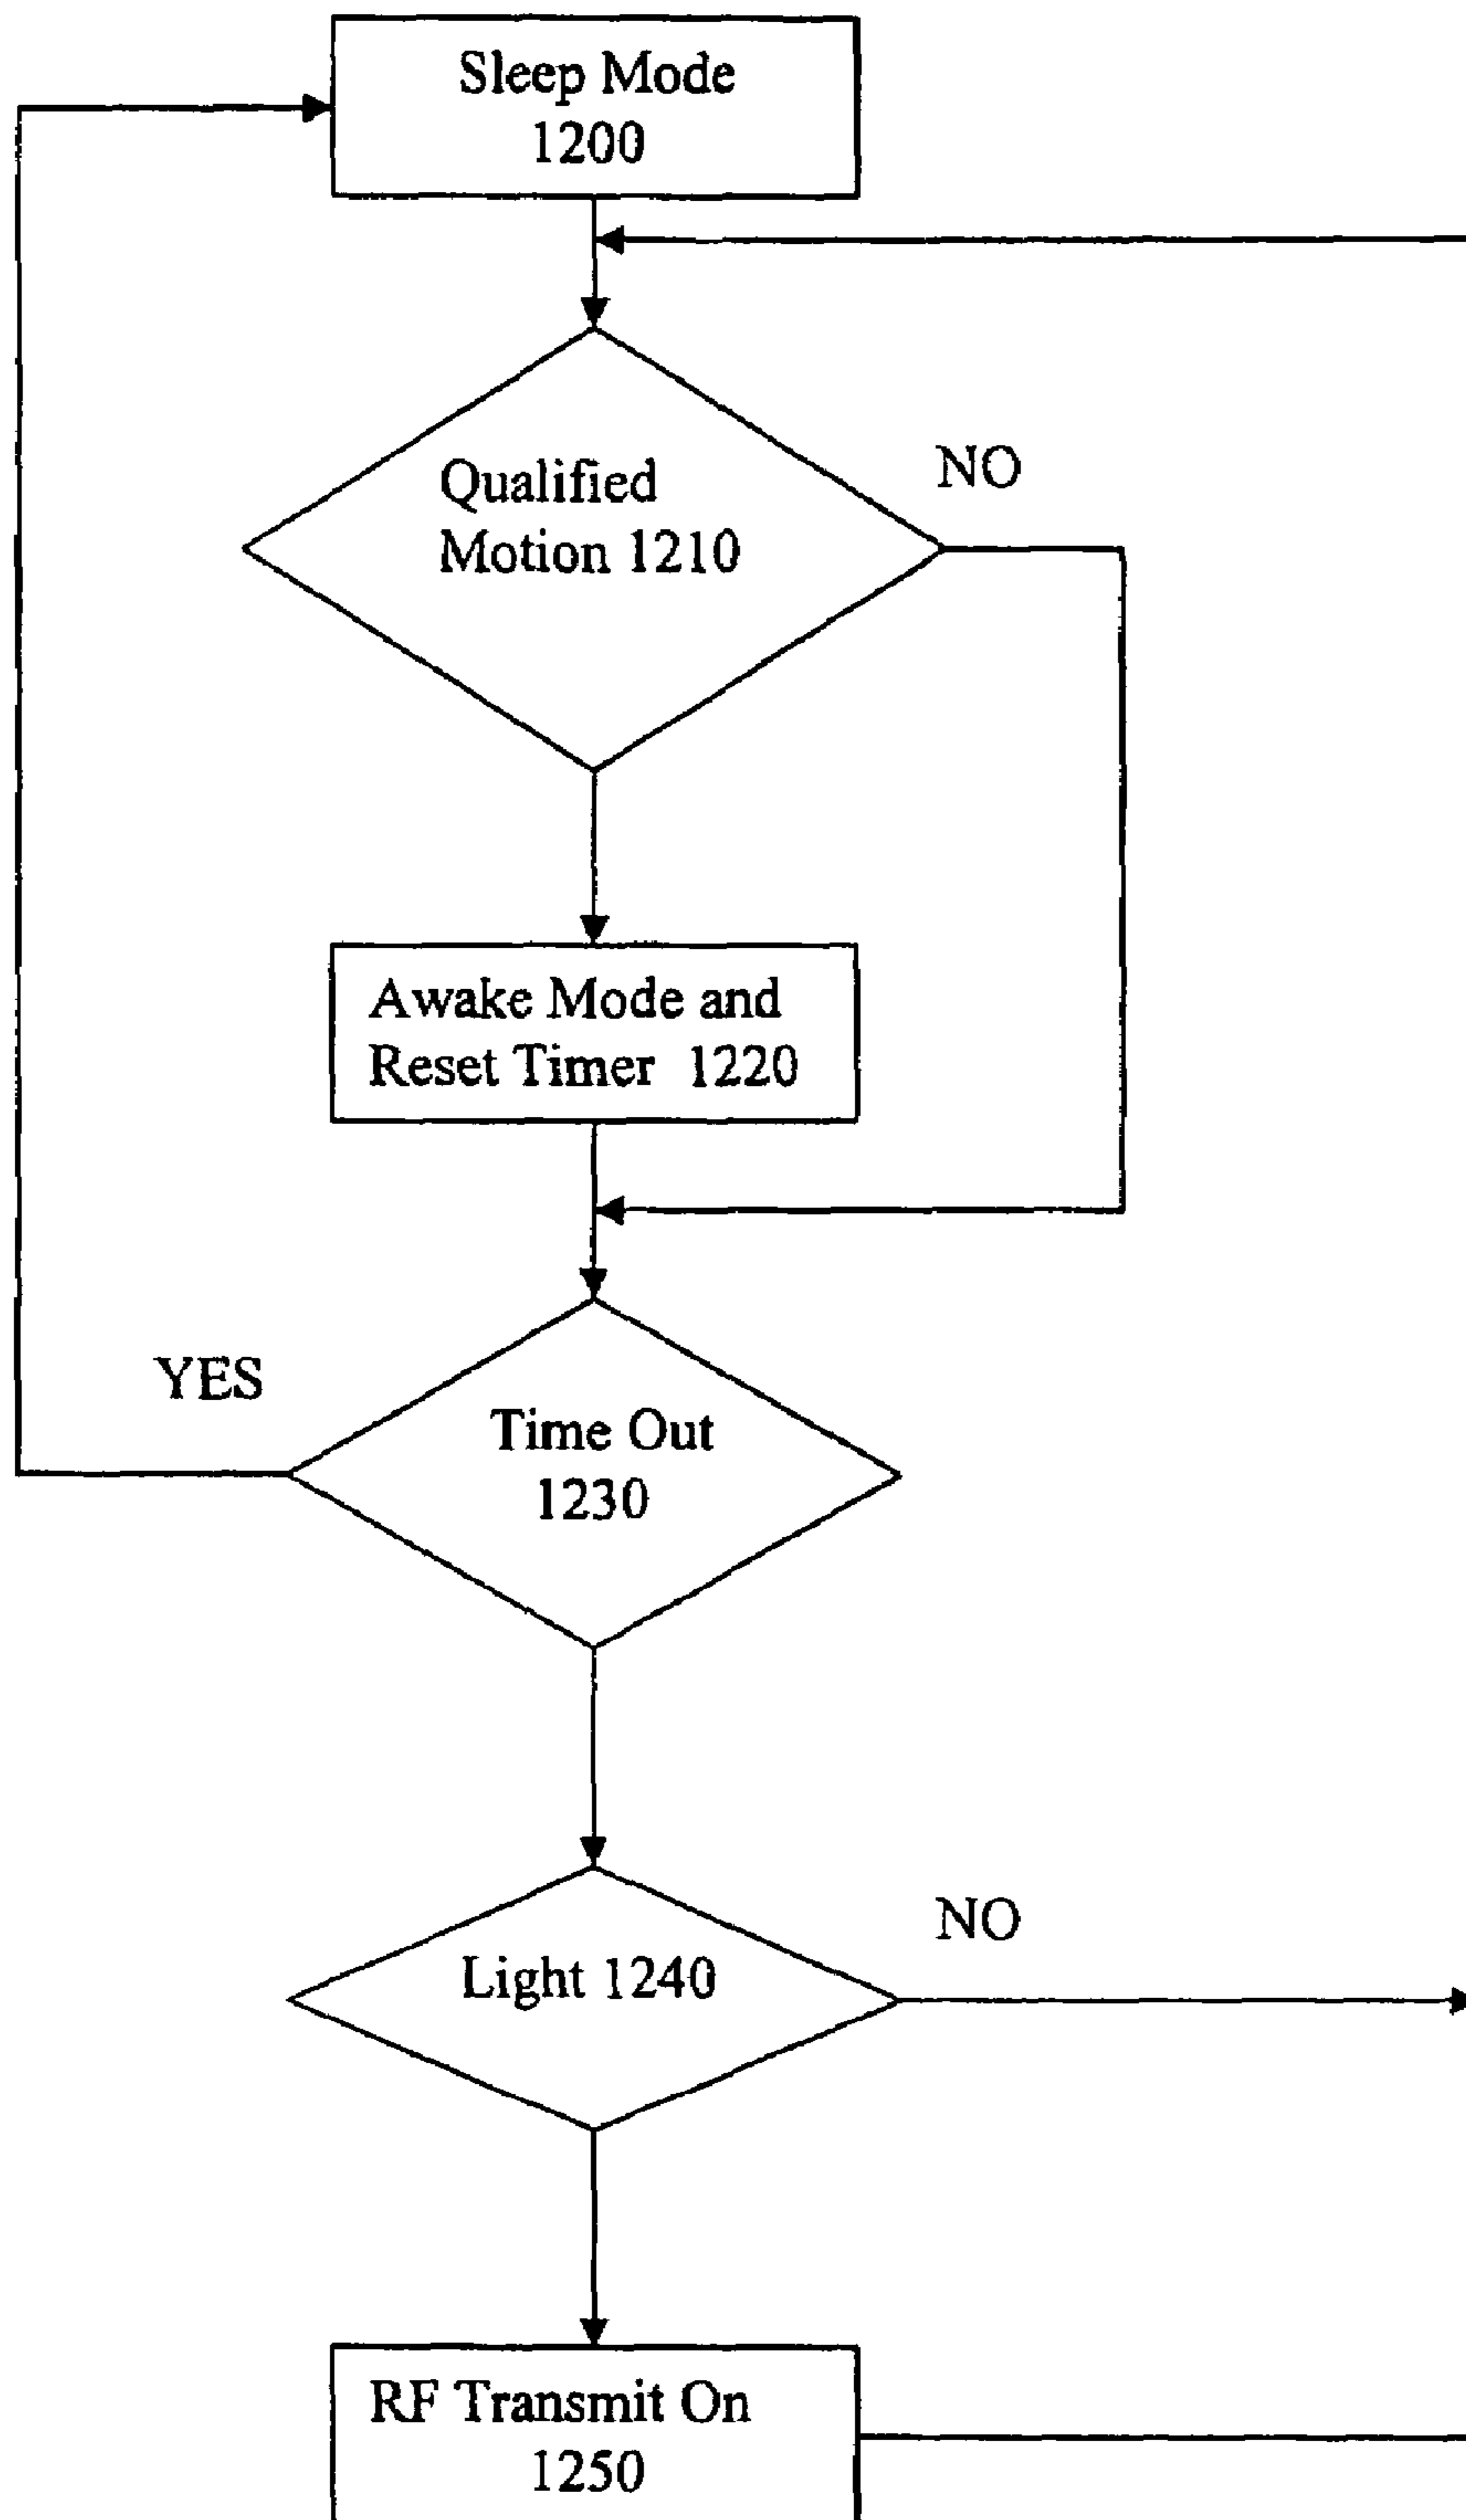 Sleep Mode
1200
NO
Qualified
Motion 1210
Awake Mode and
Reset Timer 1220
YES
Time Out
1230
NO
Light 1240
RF Transmit On
1250